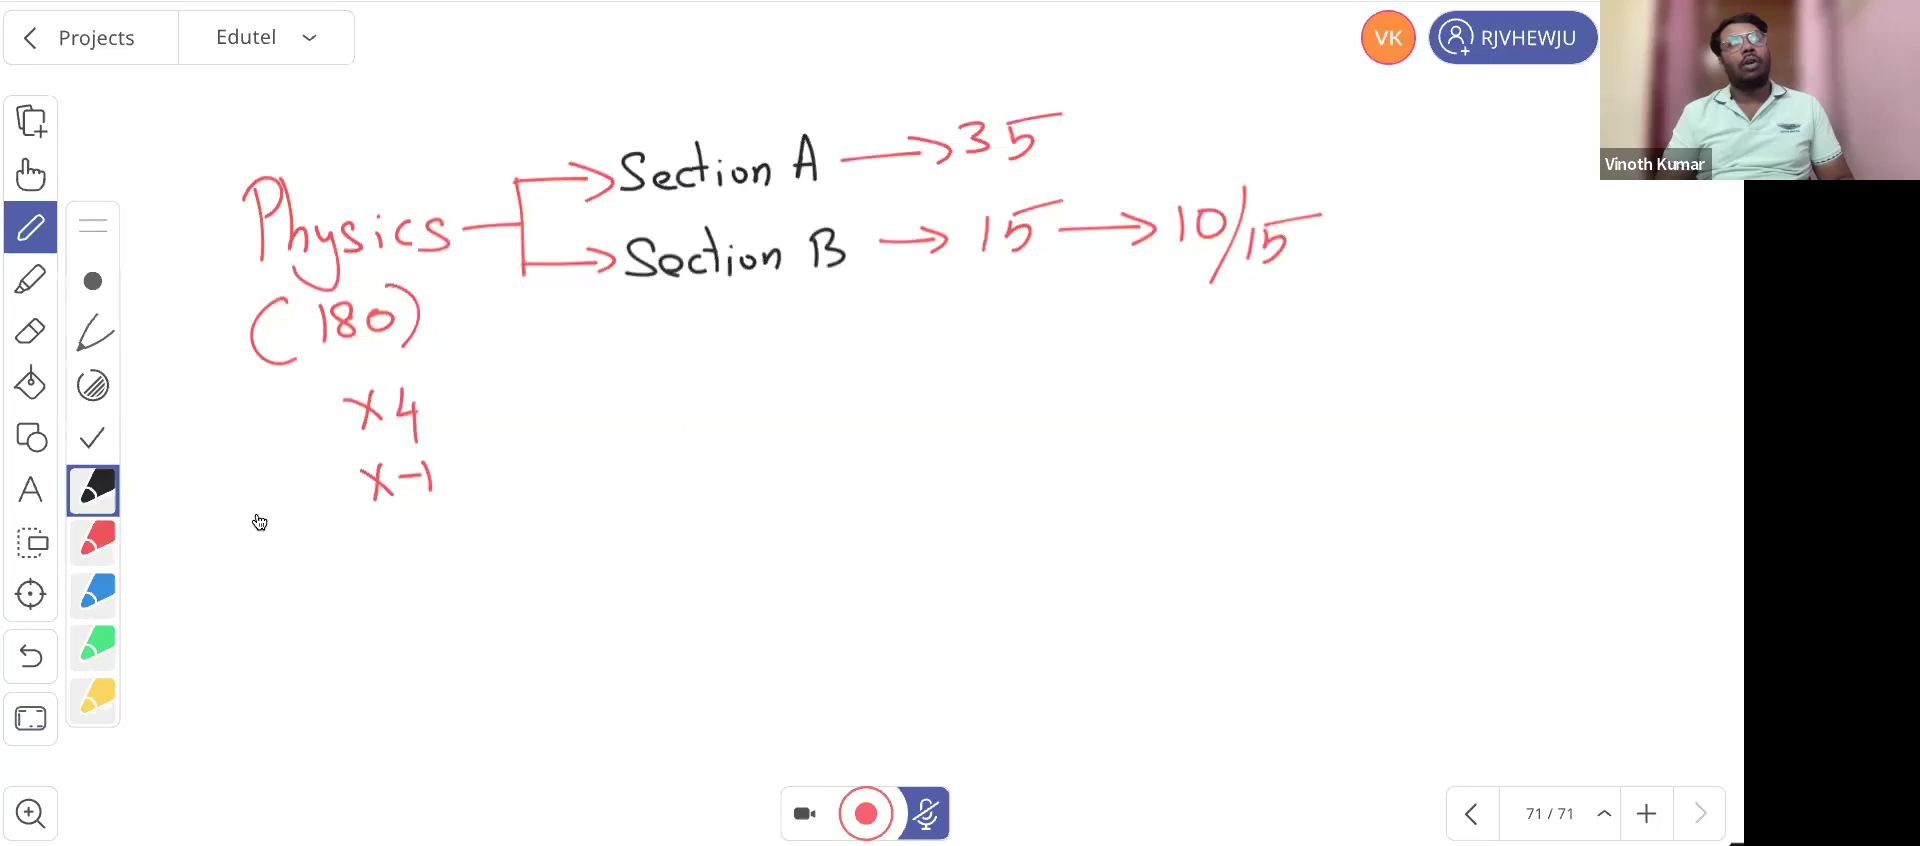 Projects
Edutel
VK
RJVHEWJU
Vinoth Kumar
Section A → 35
Physics
Section B → 15 → 10/15
(180)
x 4
x -1
A
71 / 71